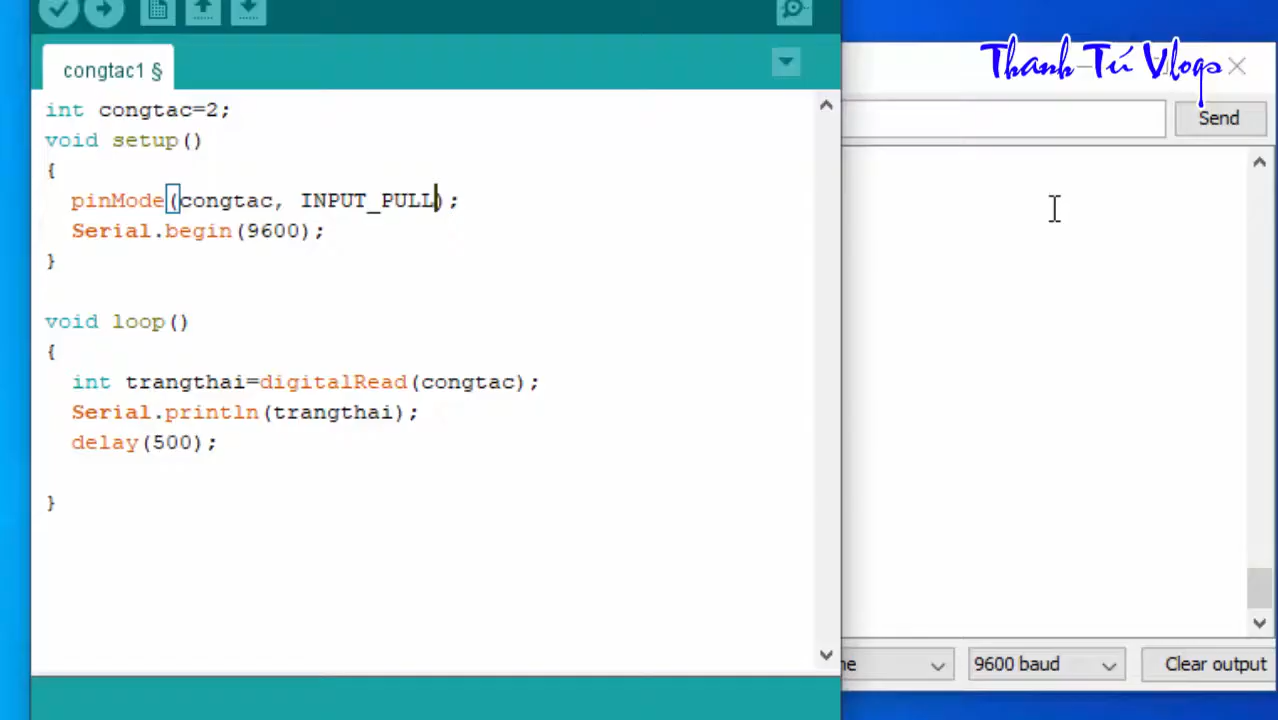 Thanh Tú Vlogs
congtac1 §
Send
int congtac=2;
void setup()
{
pinMode(congtac, INPUT_PULL);
Serial.begin(9600);
}
void loop()
{
int trangthai=digitalRead(congtac);
Serial.println(trangthai);
delay(500);
}
9600 baud
Clear output